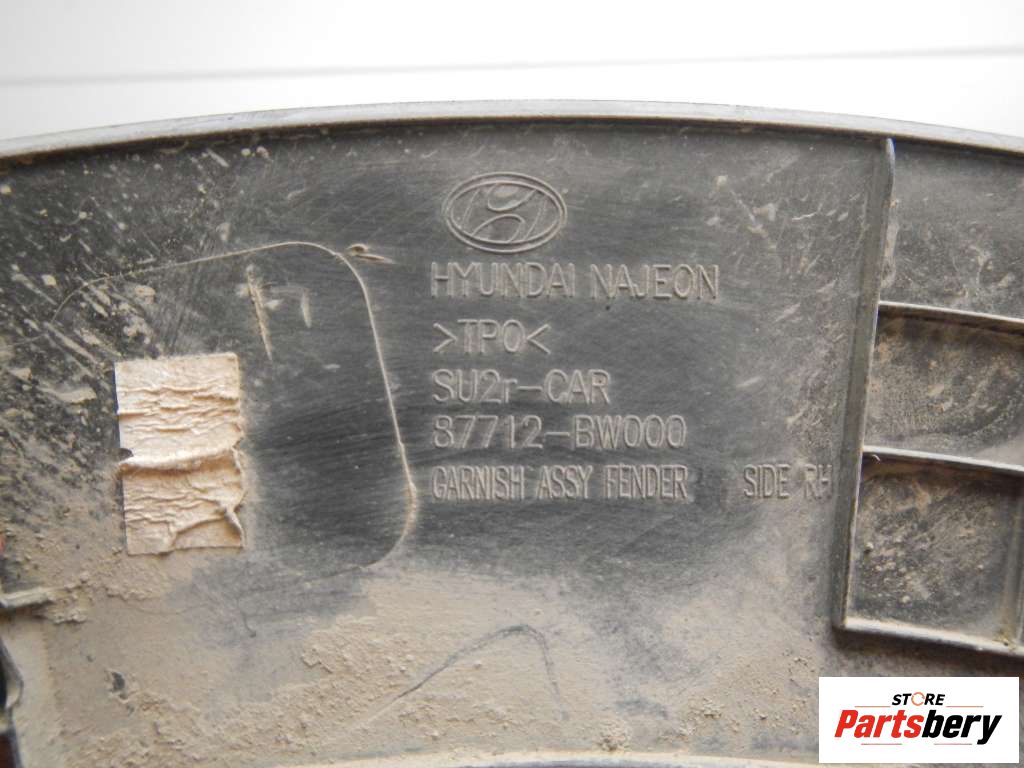 HYUNDAI NAJEON
>TPO<
SU2r-CAR
87712-BW000
GARNISH ASSY FENDER SIDE RH
STORE
Partsbery